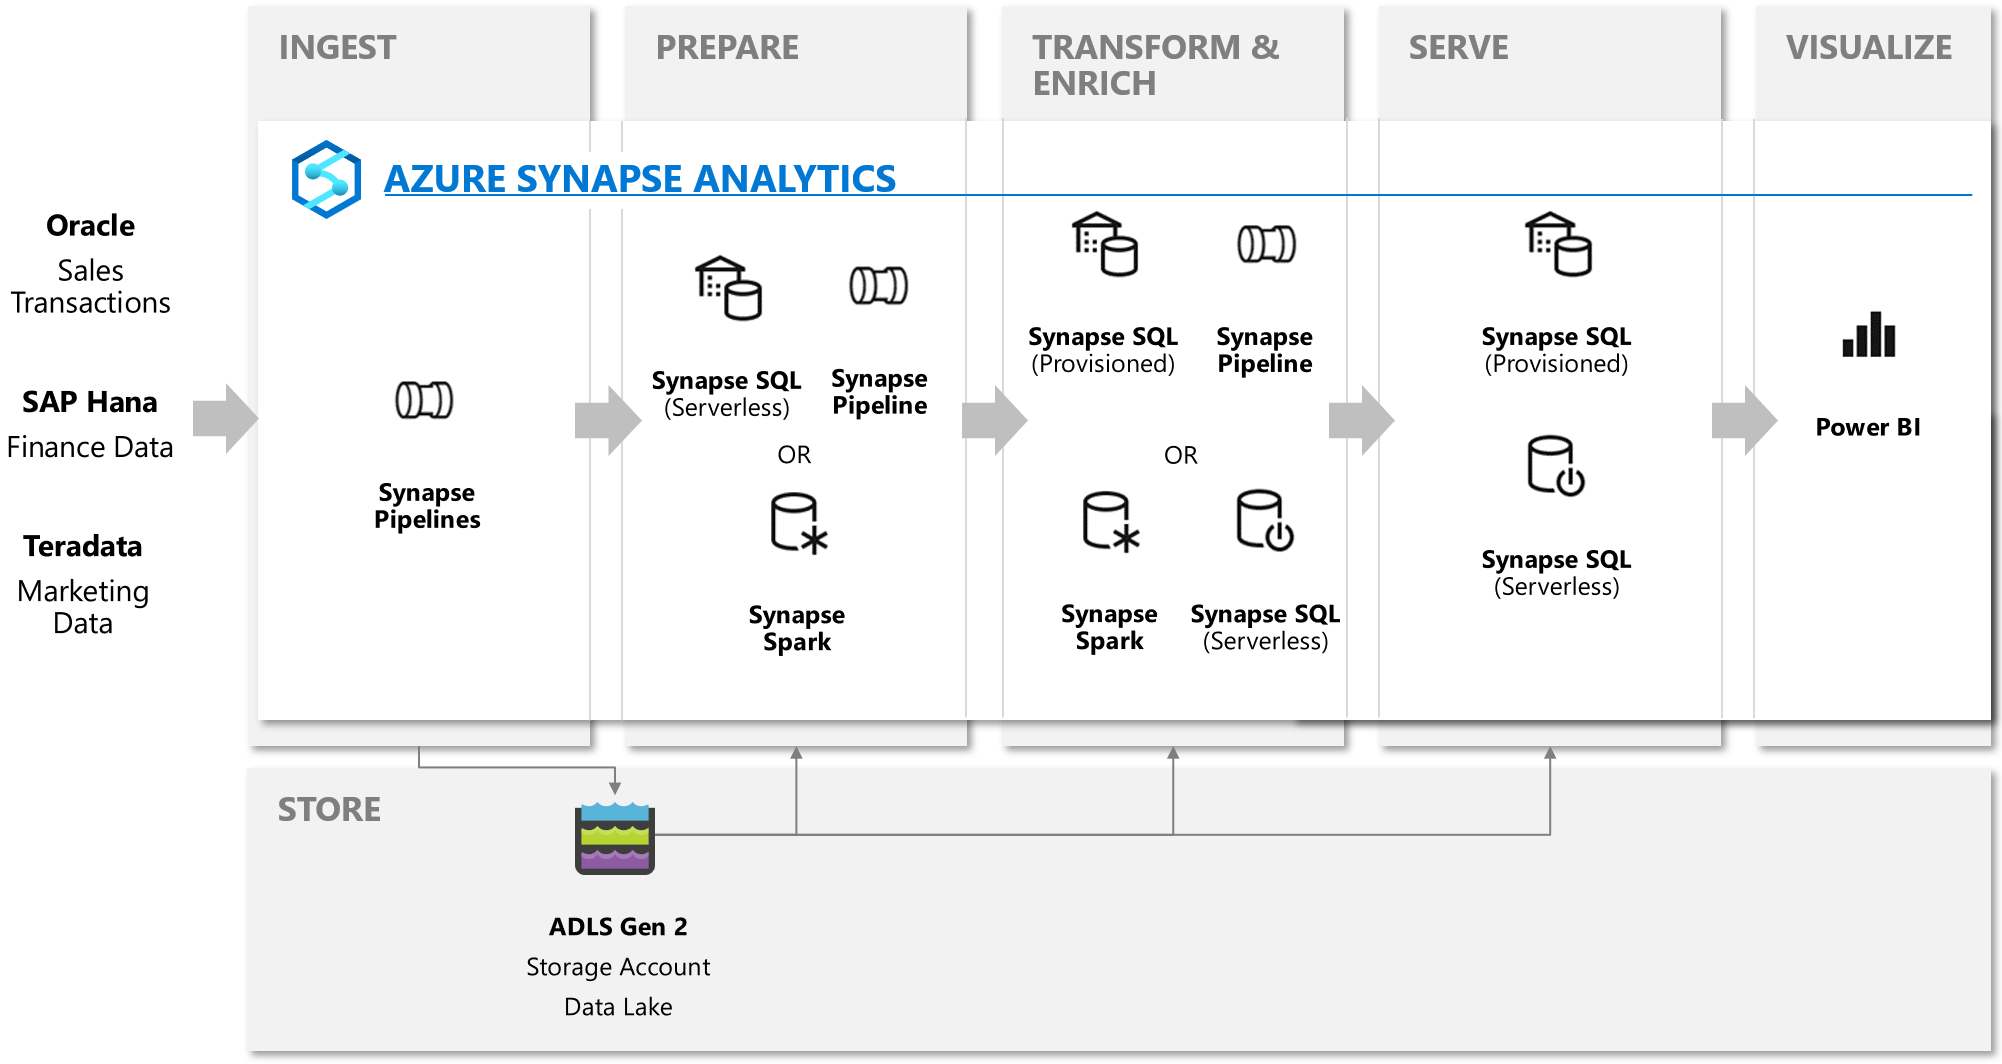 INGEST
PREPARE
TRANSFORM &
ENRICH
SERVE
VISUALIZE
AZURE SYNAPSE ANALYTICS
Oracle
Sales
Transactions
SAP Hana
Finance Data
Teradata
Marketing
Data
Synapse
Pipelines
Synapse SQL
(Serverless)
Synapse
Pipeline
OR
Synapse
Spark
Synapse SQL
(Provisioned)
Synapse
Pipeline
OR
Synapse
Spark
Synapse SQL
(Serverless)
Synapse SQL
(Provisioned)
Synapse SQL
(Serverless)
Power BI
STORE
ADLS Gen 2
Storage Account
Data Lake